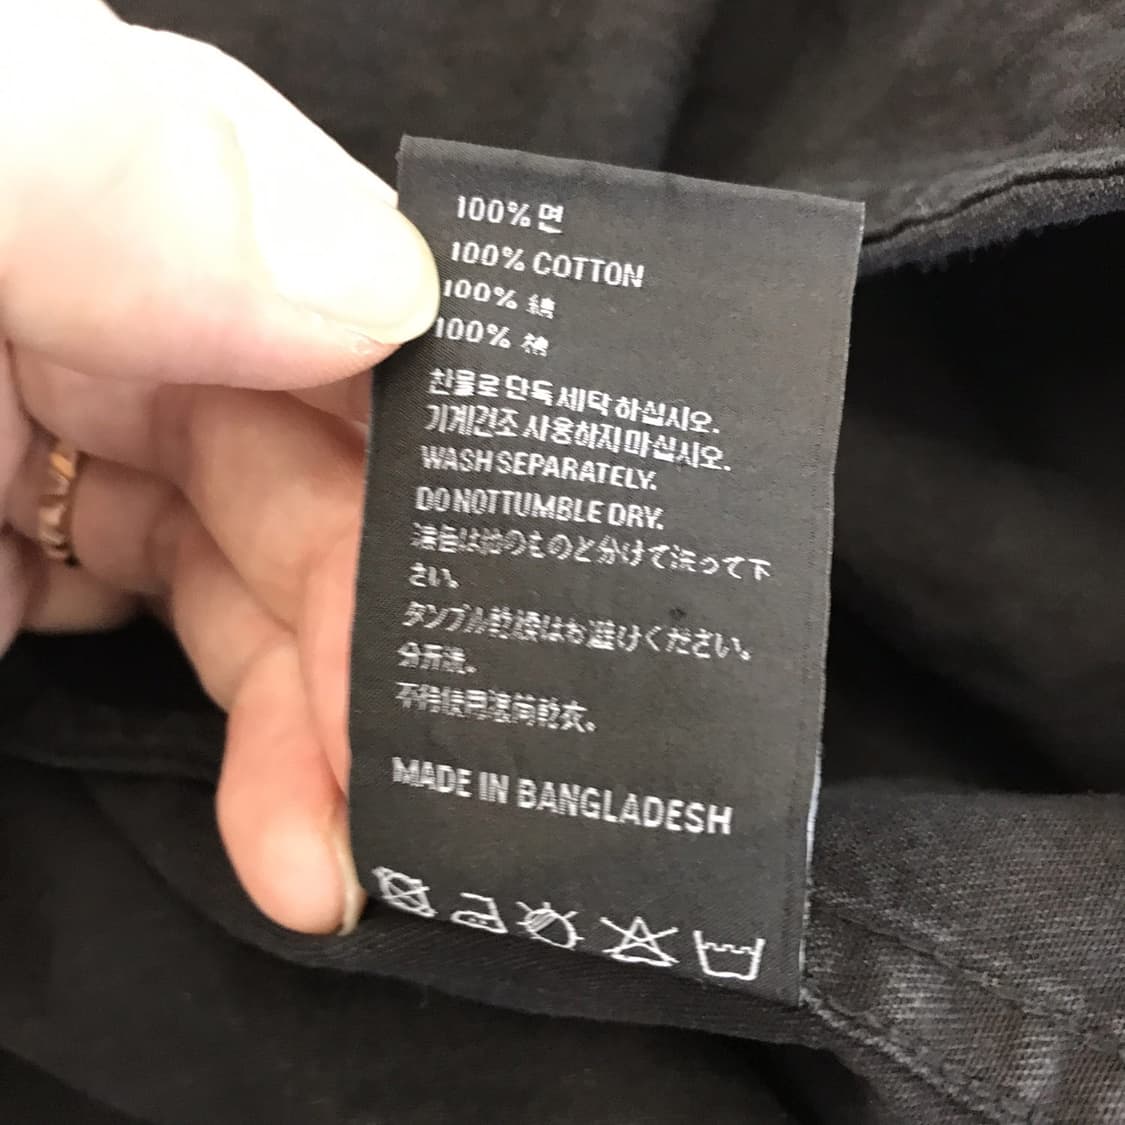 100% 면
100% COTTON
100% 綿
100% 棉
찬물로 단독 세탁 하십시오.
기계건조 사용하지 마십시오.
WASH SEPARATELY.
DO NOT TUMBLE DRY.
濃色は他のものと分けて洗って下
さい。
タンブル乾燥はお避けください。
分开洗。
不得使用滚筒乾衣。
MADE IN BANGLADESH